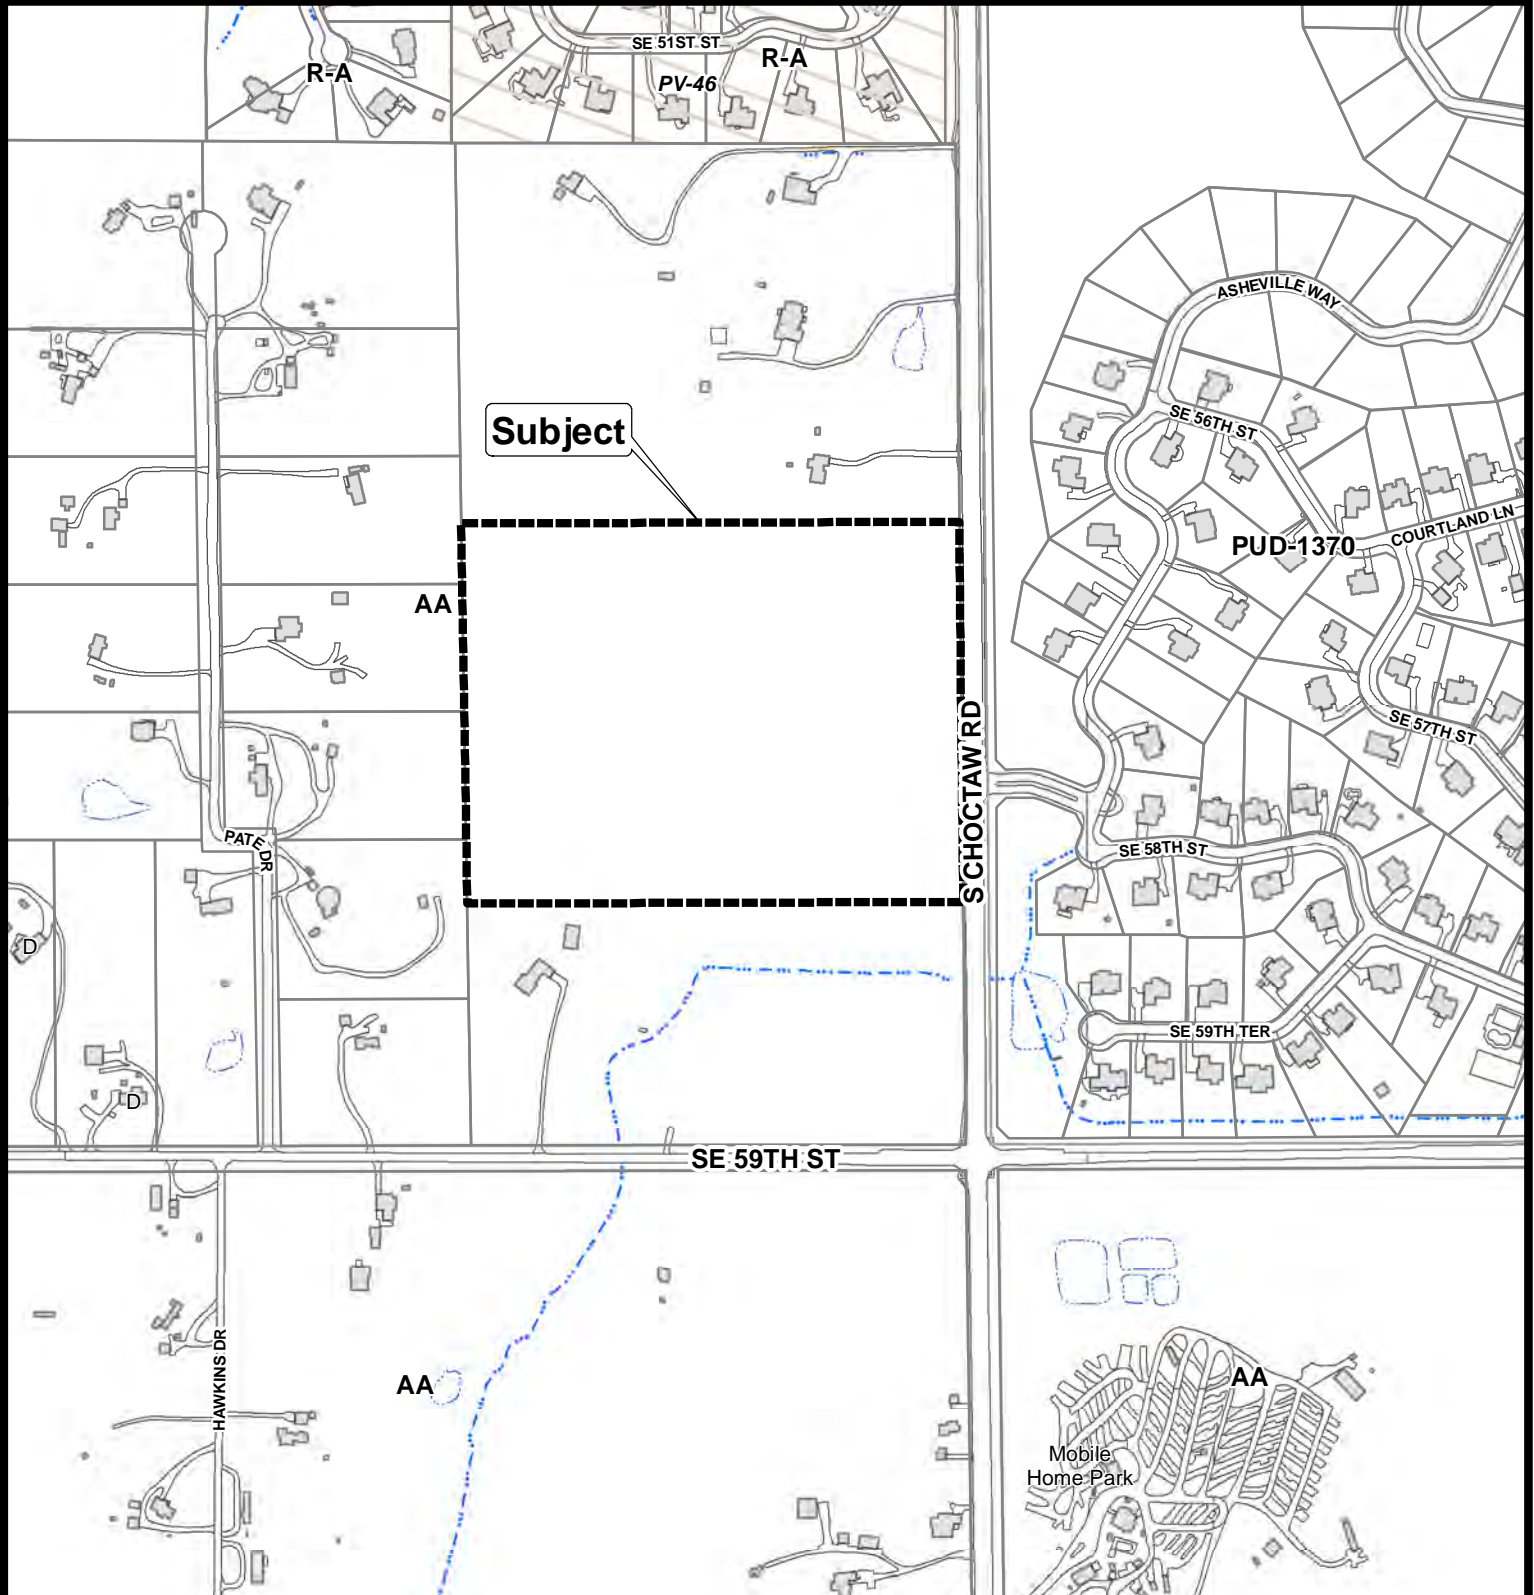 SE 51ST ST
R-A
R-A
PV-46
ASHEVILLE WAY
SE 56TH ST
Subject
COURTLAND LN
PUD-1370
AA
S CHOCTAW RD
SE 57TH ST
PATE DR
SE 58TH ST
D
SE 59TH TER
D
SE 59TH ST
HAWKINS DR
AA
AA
Mobile
Home Park